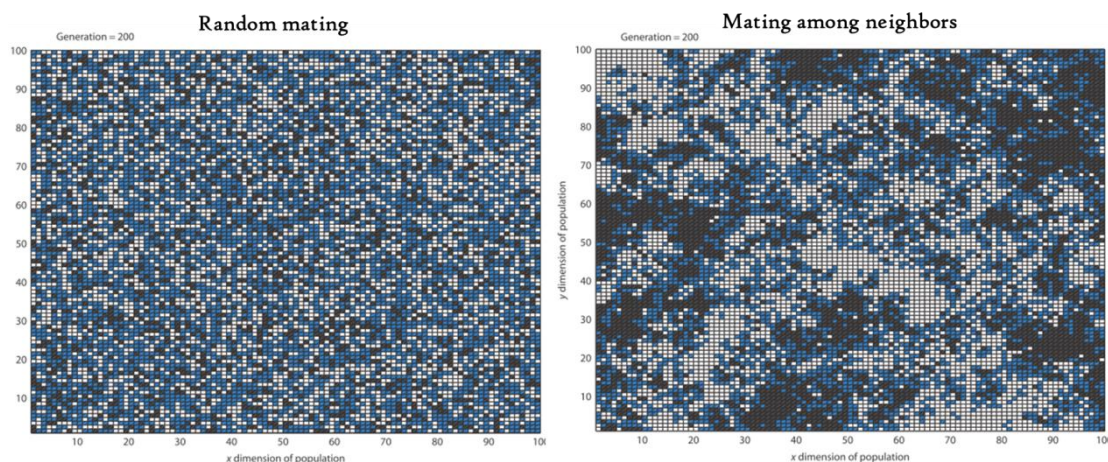 Random mating
Generation = 200
100
90
80
70
60
50
40
30
20
10
10 20 30 40 50 60 70 80 90 100
x dimension of population
Mating among neighbors
Generation = 200
y dimension of population
100
90
80
70
60
50
40
30
20
10
10 20 30 40 50 60 70 80 90 100
x dimension of population